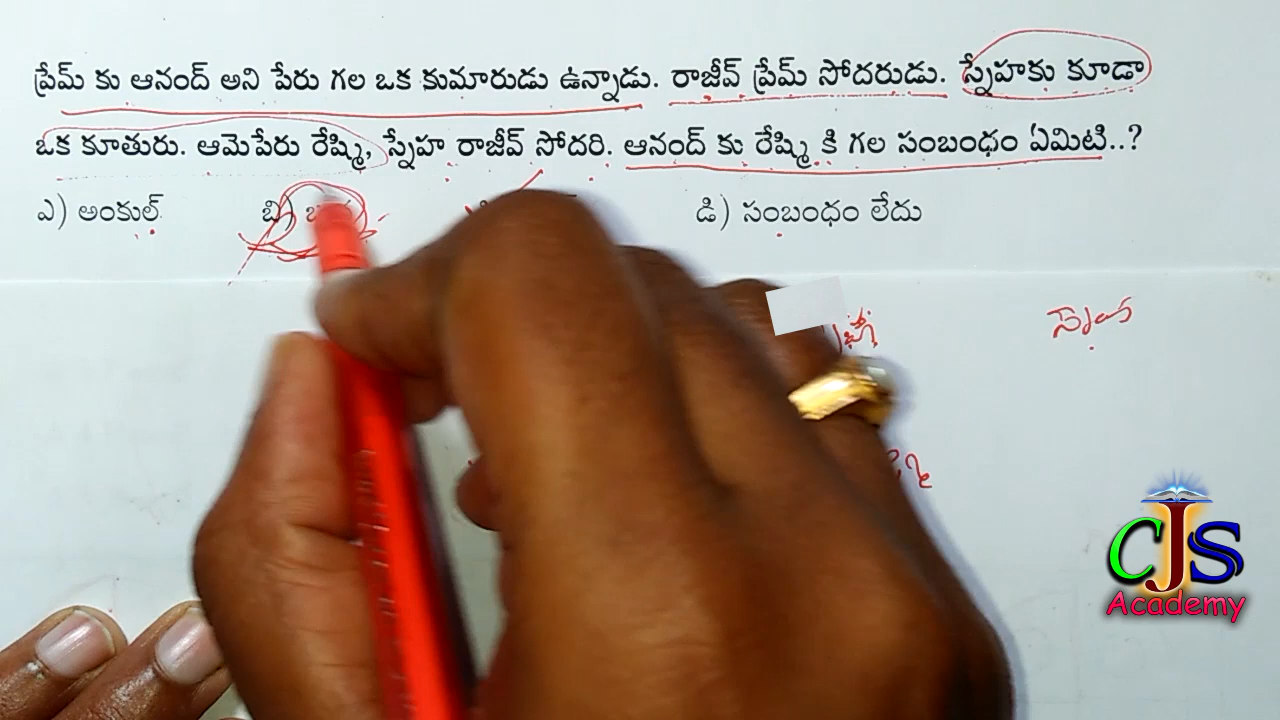 ప్రేమ్ కు ఆనంద్ అని పేరు గల ఒక కుమారుడు ఉన్నాడు. రాజీవ్ ప్రేమ్ సోదరుడు. స్నేహకు కూడా
ఒక కూతురు. ఆమెపేరు రేష్మి, స్నేహ రాజీవ్ సోదరి. ఆనంద్ కు రేష్మి కి గల సంబంధం ఏమిటి..?
ఎ) అంకుల్ బి) డి) సంబంధం లేదు
CJS
Academy